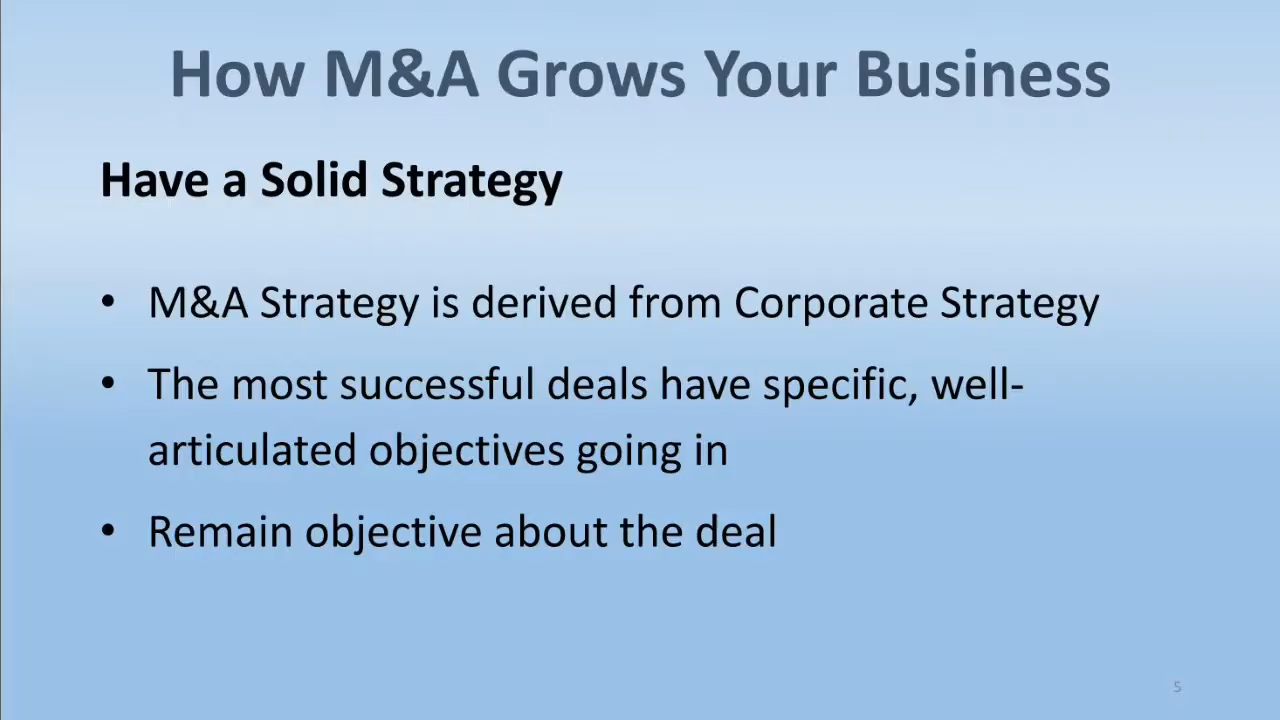 How M&A Grows Your Business
Have a Solid Strategy
• M&A Strategy is derived from Corporate Strategy
• The most successful deals have specific, well-
articulated objectives going in
• Remain objective about the deal
5